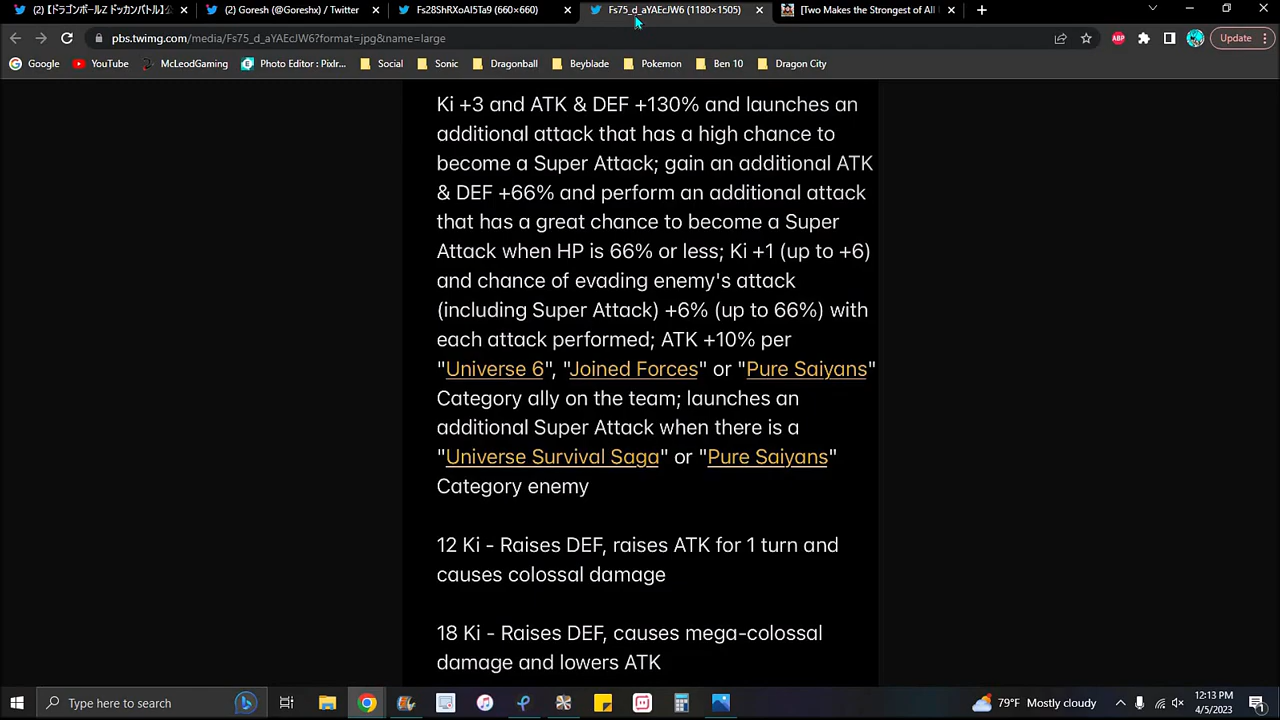 (2) 【ドラゴンボールZ ドッカンバトル】公
(2) Goresh (@Goreshx) / Twitter
Fs28ShRXoAI5Ta9 (660×660)
Fs75_d_aYAEcJW6 (1180×1505)
[Two Makes the Strongest of All
pbs.twimg.com/media/Fs75_d_aYAEcJW6?format=jpg&name=large
ABP
Update
Google
YouTube
McLeodGaming
Photo Editor : Pixlr...
Social
Sonic
Dragonball
Beyblade
Pokemon
Ben 10
Dragon City
Ki +3 and ATK & DEF +130% and launches an
additional attack that has a high chance to
become a Super Attack; gain an additional ATK
& DEF +66% and perform an additional attack
that has a great chance to become a Super
Attack when HP is 66% or less; Ki +1 (up to +6)
and chance of evading enemy's attack
(including Super Attack) +6% (up to 66%) with
each attack performed; ATK +10% per
"Universe 6", "Joined Forces" or "Pure Saiyans"
Category ally on the team; launches an
additional Super Attack when there is a
"Universe Survival Saga" or "Pure Saiyans"
Category enemy
12 Ki - Raises DEF, raises ATK for 1 turn and
causes colossal damage
18 Ki - Raises DEF, causes mega-colossal
damage and lowers ATK
Type here to search
79°F Mostly cloudy
12:13 PM
4/5/2023